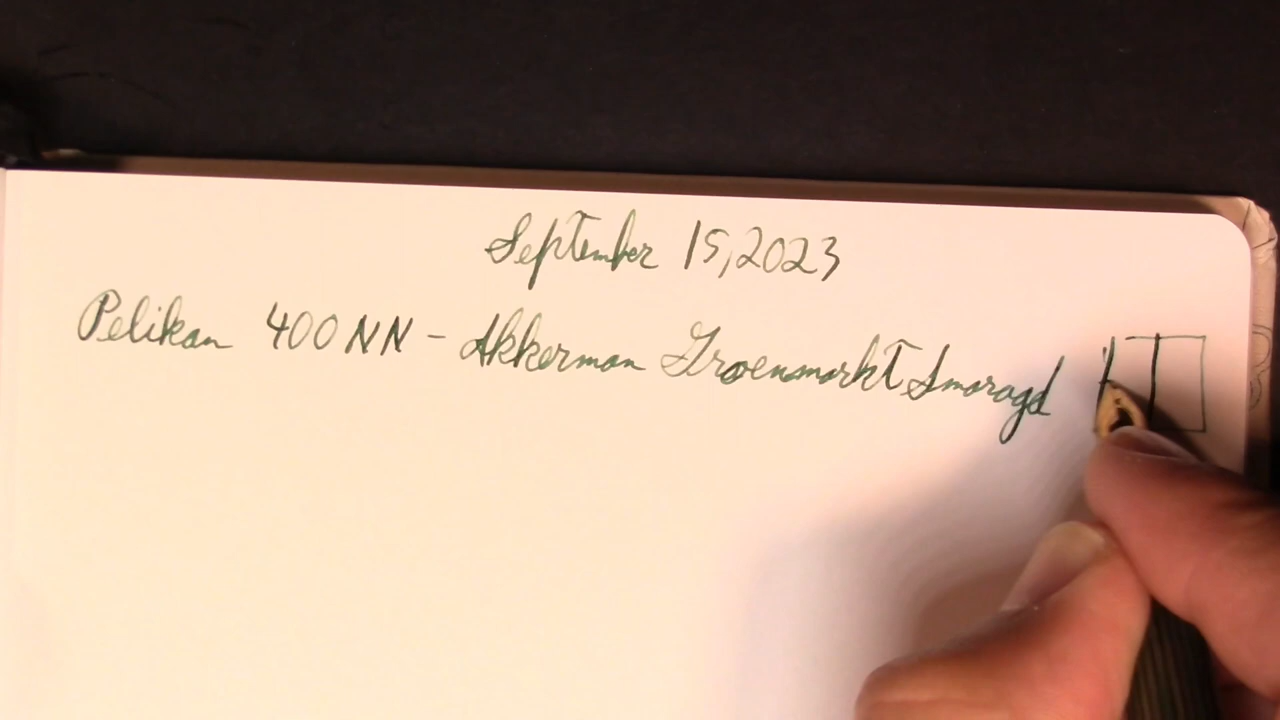 September 15, 2023
Pelikan 400NN - Akkerman Groenmarkt Smaragd